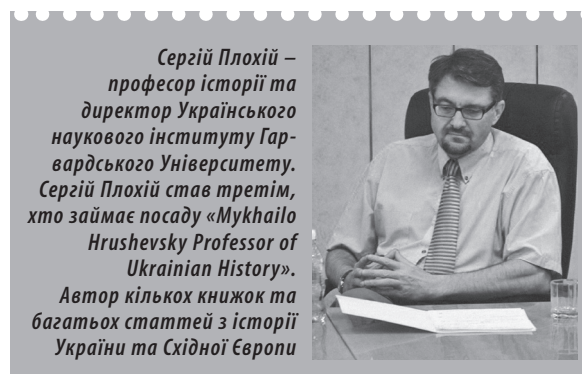 Сергій Плохій –
професор історії та
директор Українського
наукового інституту Гар-
вардського Університету.
Сергій Плохій став третім,
хто займає посаду «Mykhailo
Hrushevsky Professor of
Ukrainian History».
Автор кількох книжок та
багатьох статтей з історії
України та Східної Європи